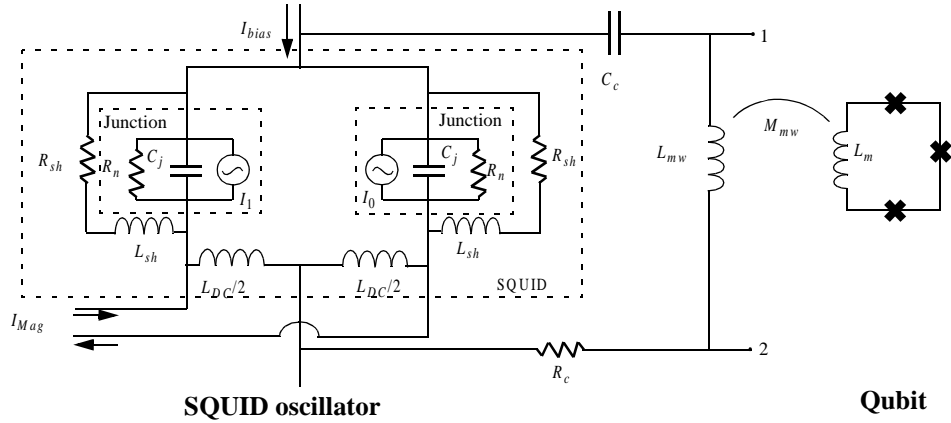 I_bias
1
C_c
Junction
Junction
M_mw
R_sh
R_n
C_j
I_1
I_0
C_j
R_n
R_sh
L_mw
L_m
L_sh
L_sh
L_DC/2
L_DC/2
SQUID
I_Mag
2
R_c
SQUID oscillator
Qubit